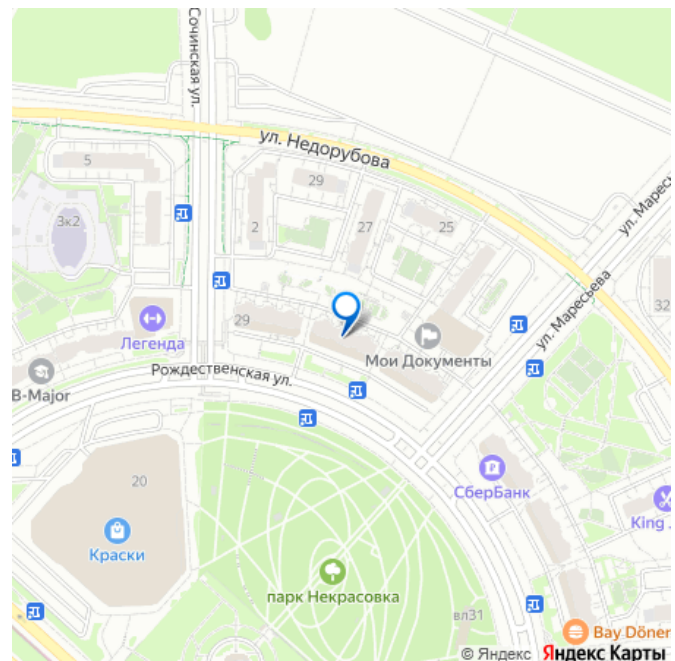 Сочинская ул.
ул. Недорубова
5
29
3к2
2
27
25
ул. Маресьева
32
29
Легенда
Мои Документы
ул. Маресьева
B-Major
Рождественская ул.
20
СберБанк
King
Краски
парк Некрасовка
вл31
Bay Döner
© Яндекс Яндекс Карты